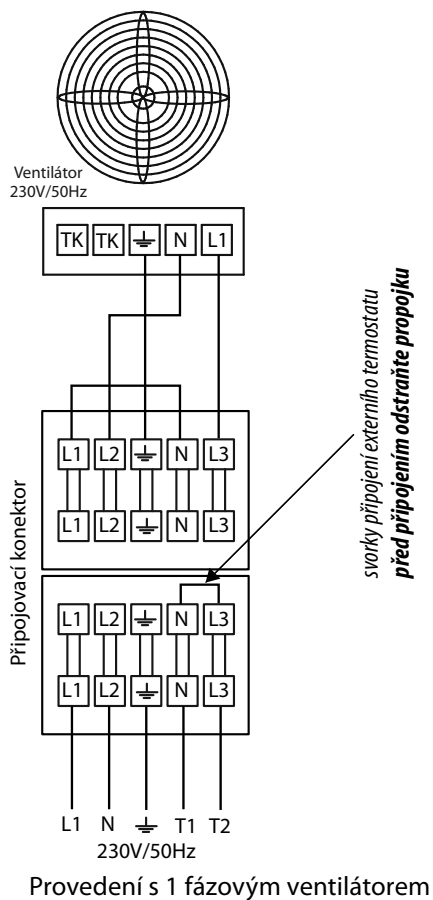 Ventilátor
230V/50Hz
TK TK N L1
svorky připojení externího termostatu
před připojením odstraňte propojku
Připojovací konektor
L1 L2 N L3
L1 L2 N L3
L1 L2 N L3
L1 L2 N L3
L1 N T1 T2
230V/50Hz
Provedení s 1 fázovým ventilátorem